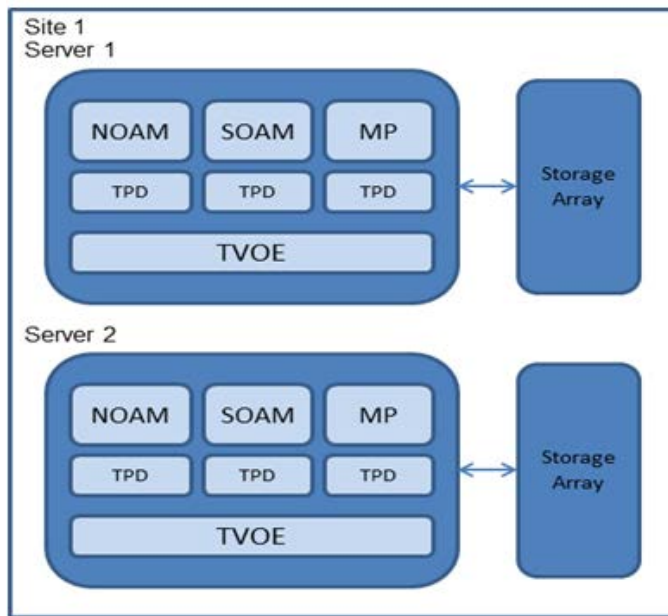 Site 1
Server 1
NOAM SOAM MP
TPD TPD TPD
TVOE
Storage
Array
Server 2
NOAM SOAM MP
TPD TPD TPD
TVOE
Storage
Array